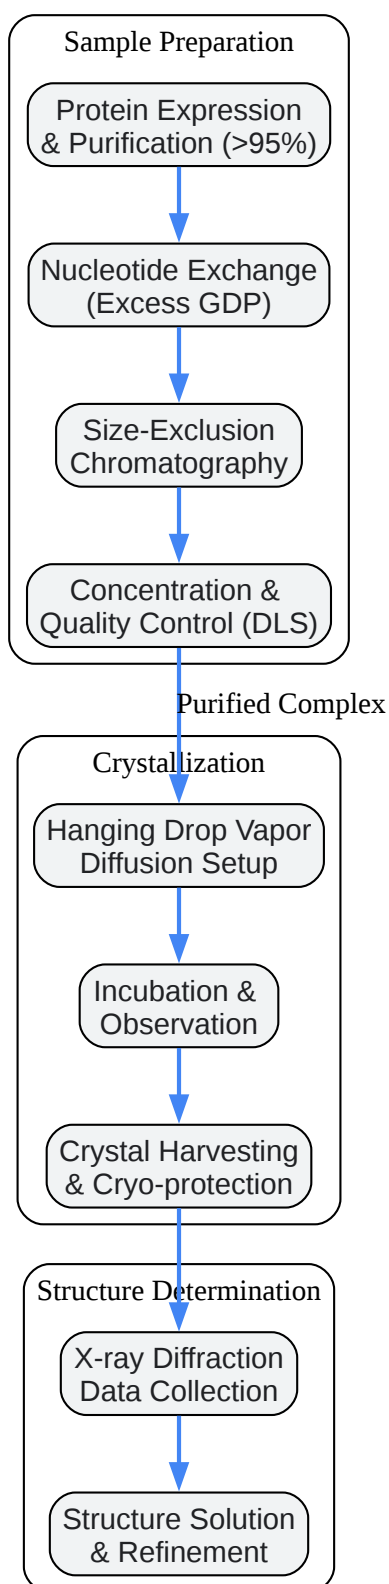 Sample Preparation
Protein Expression
& Purification (>95%)
Nucleotide Exchange
(Excess GDP)
Size-Exclusion
Chromatography
Concentration &
Quality Control (DLS)
Purified Complex
Crystallization
Hanging Drop Vapor
Diffusion Setup
Incubation &
Observation
Crystal Harvesting
& Cryo-protection
Structure Determination
X-ray Diffraction
Data Collection
Structure Solution
& Refinement